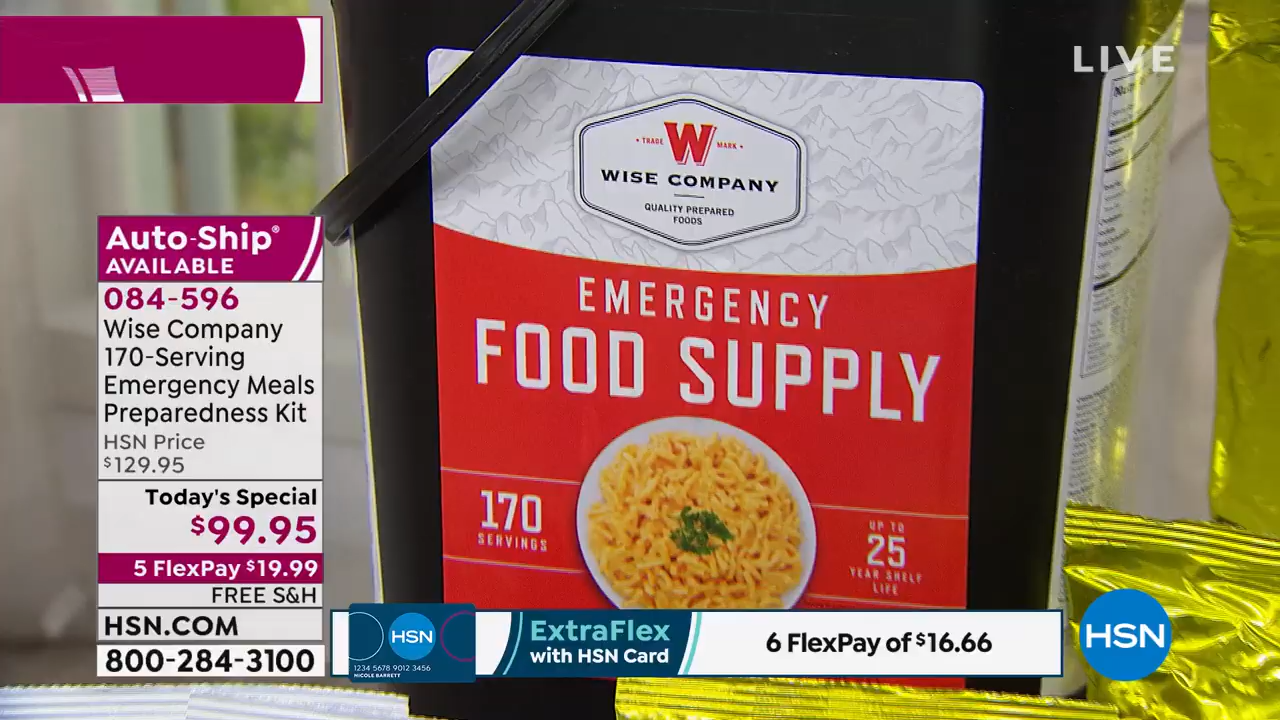 LIVE
Auto-Ship®
AVAILABLE
084-596
Wise Company
170-Serving
Emergency Meals
Preparedness Kit
HSN Price
$129.95
Today's Special
$99.95
5 FlexPay $19.99
FREE S&H
HSN.COM
800-284-3100
• TRADE W MARK •
WISE COMPANY
QUALITY PREPARED
FOODS
EMERGENCY
FOOD SUPPLY
170
SERVINGS
UP TO
25
YEAR SHELF
LIFE
HSN
1234 5678 9012 3456
NICOLE BARRETT
ExtraFlex
with HSN Card
6 FlexPay of $16.66
HSN